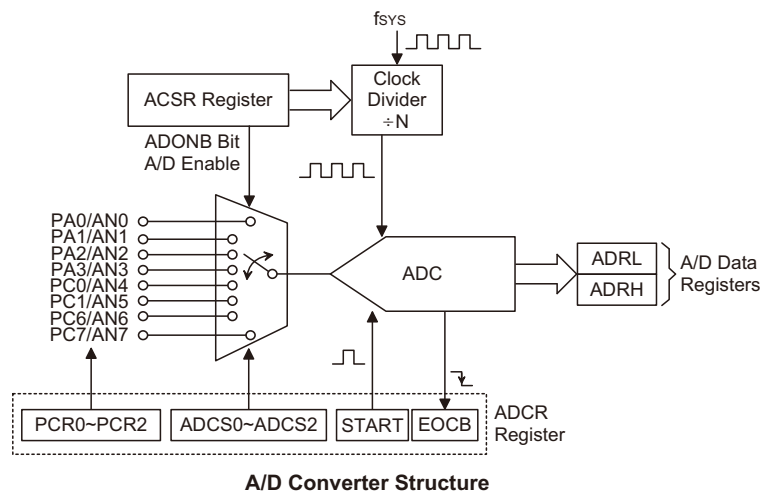 fSYS
ACSR Register
Clock
Divider
÷N
ADONB Bit
A/D Enable
PA0/AN0
PA1/AN1
PA2/AN2
PA3/AN3
PC0/AN4
PC1/AN5
PC6/AN6
PC7/AN7
ADC
ADRL
ADRH
A/D Data
Registers
PCR0~PCR2
ADCS0~ADCS2
START
EOCB
ADCR
Register
A/D Converter Structure